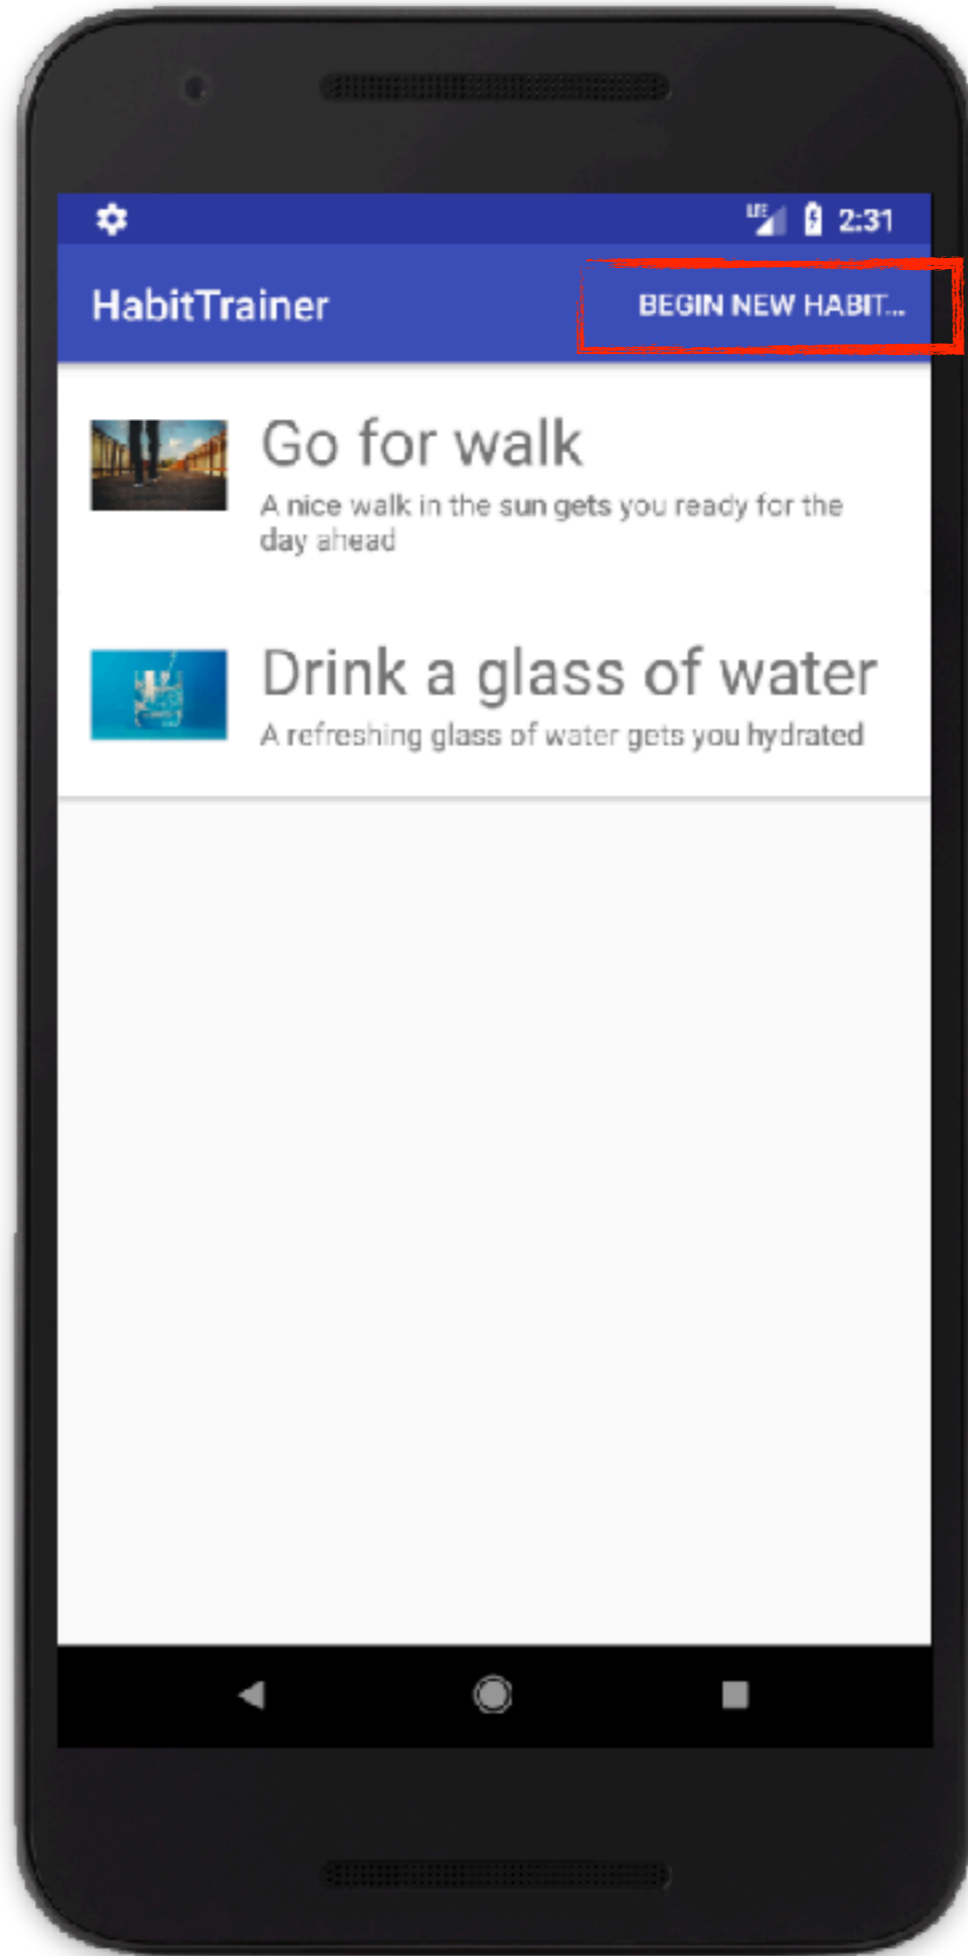 LTE 2:31
HabitTrainer BEGIN NEW HABIT...
Go for walk
A nice walk in the sun gets you ready for the
day ahead
Drink a glass of water
A refreshing glass of water gets you hydrated